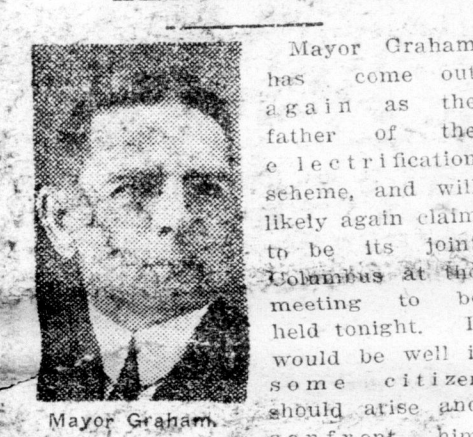 Mayor Graham
has come out
again as the
father of the
electrification
scheme, and will
likely again claim
to be its joint
Columbus at the
meeting to be
held tonight. I
would be well i
some citizen
should arise and
confront him
Mayor Graham.